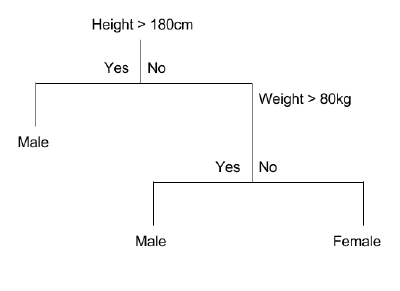 Height > 180cm
Yes No
Male
Weight > 80kg
Yes No
Male
Female